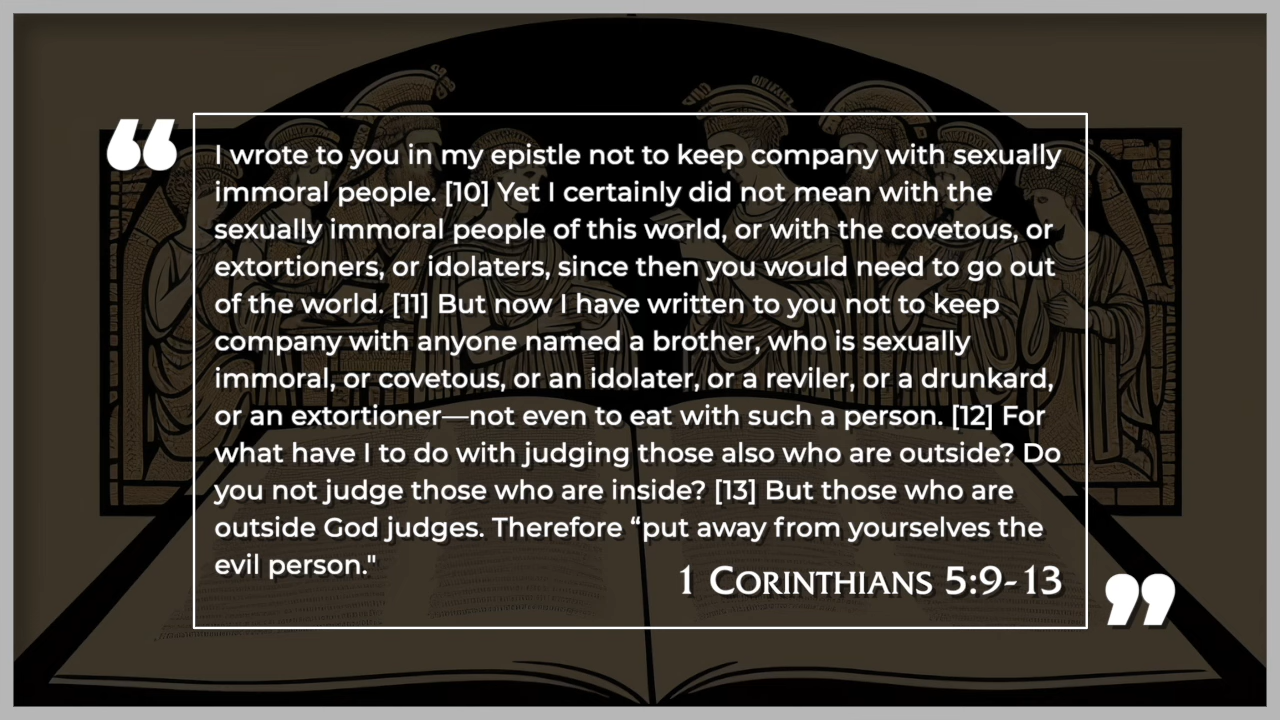 “
I wrote to you in my epistle not to keep company with sexually
immoral people. [10] Yet I certainly did not mean with the
sexually immoral people of this world, or with the covetous, or
extortioners, or idolaters, since then you would need to go out
of the world. [11] But now I have written to you not to keep
company with anyone named a brother, who is sexually
immoral, or covetous, or an idolater, or a reviler, or a drunkard,
or an extortioner—not even to eat with such a person. [12] For
what have I to do with judging those also who are outside? Do
you not judge those who are inside? [13] But those who are
outside God judges. Therefore “put away from yourselves the
evil person."
1 Corinthians 5:9-13
”